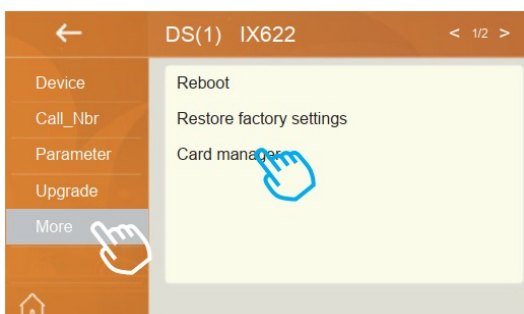 DS(1) IX622
< 1/2 >
Device
Call_Nbr
Parameter
Upgrade
More
Reboot
Restore factory settings
Card manager